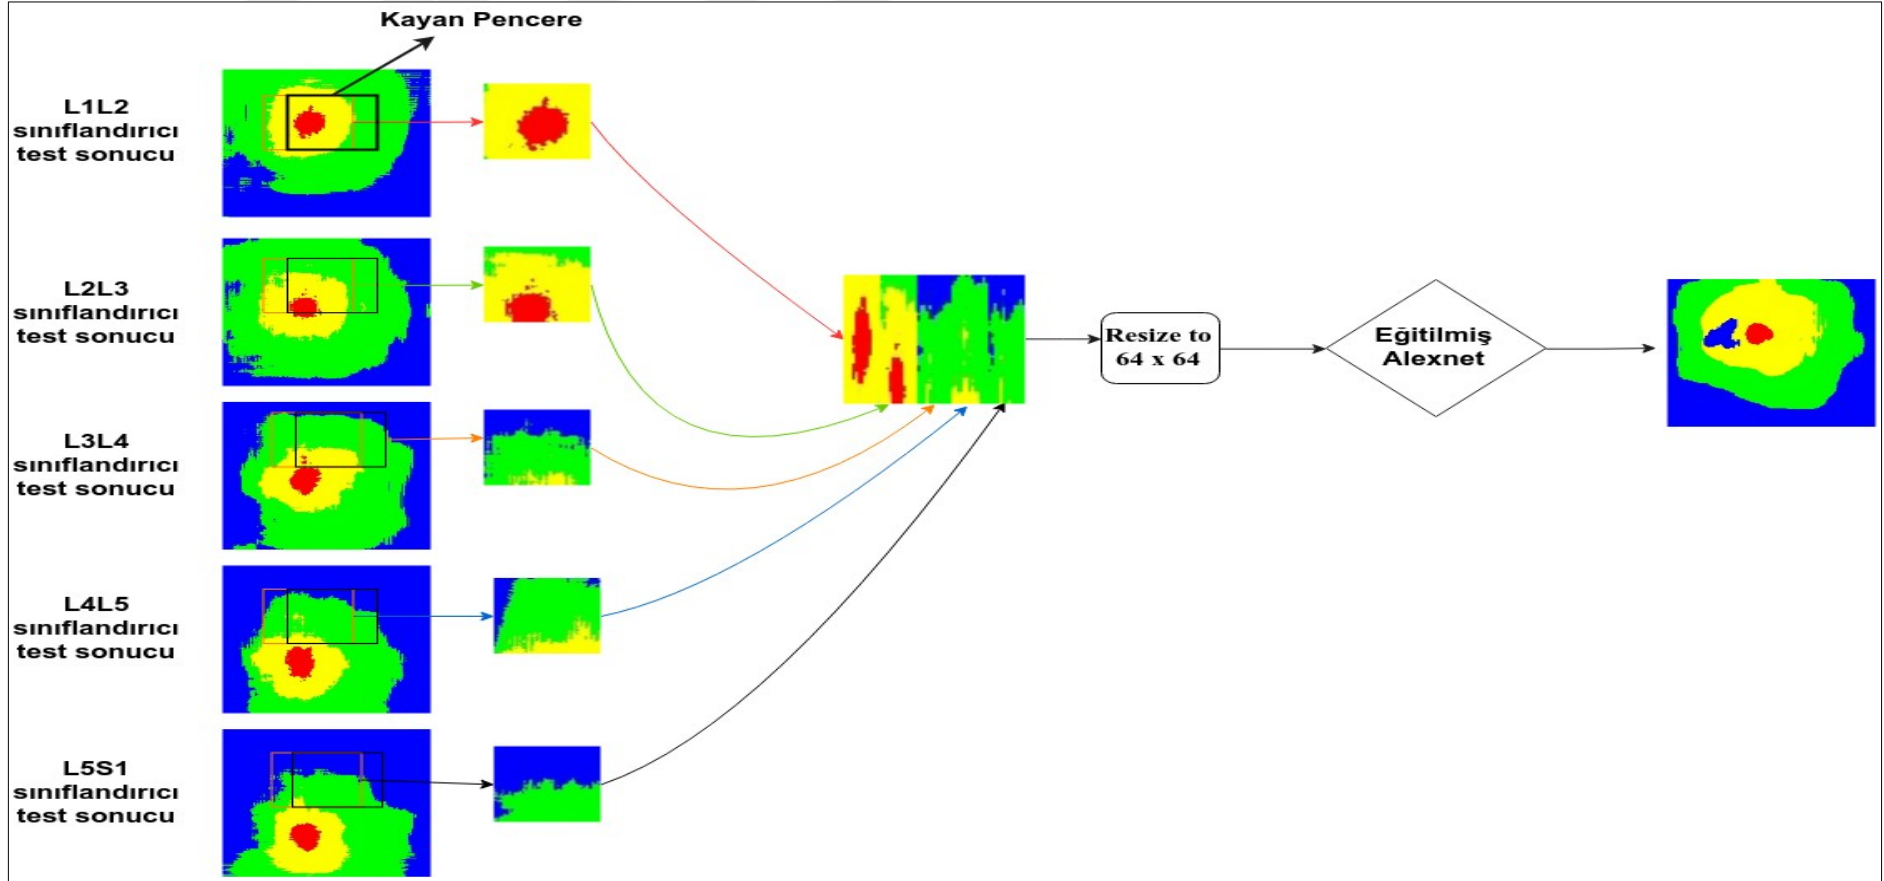 Kayan Pencere
L1L2
sınıflandırıcı
test sonucu
L2L3
sınıflandırıcı
test sonucu
L3L4
sınıflandırıcı
test sonucu
L4L5
sınıflandırıcı
test sonucu
L5S1
sınıflandırıcı
test sonucu
Resize to
64 x 64
Eğitilmiş
Alexnet